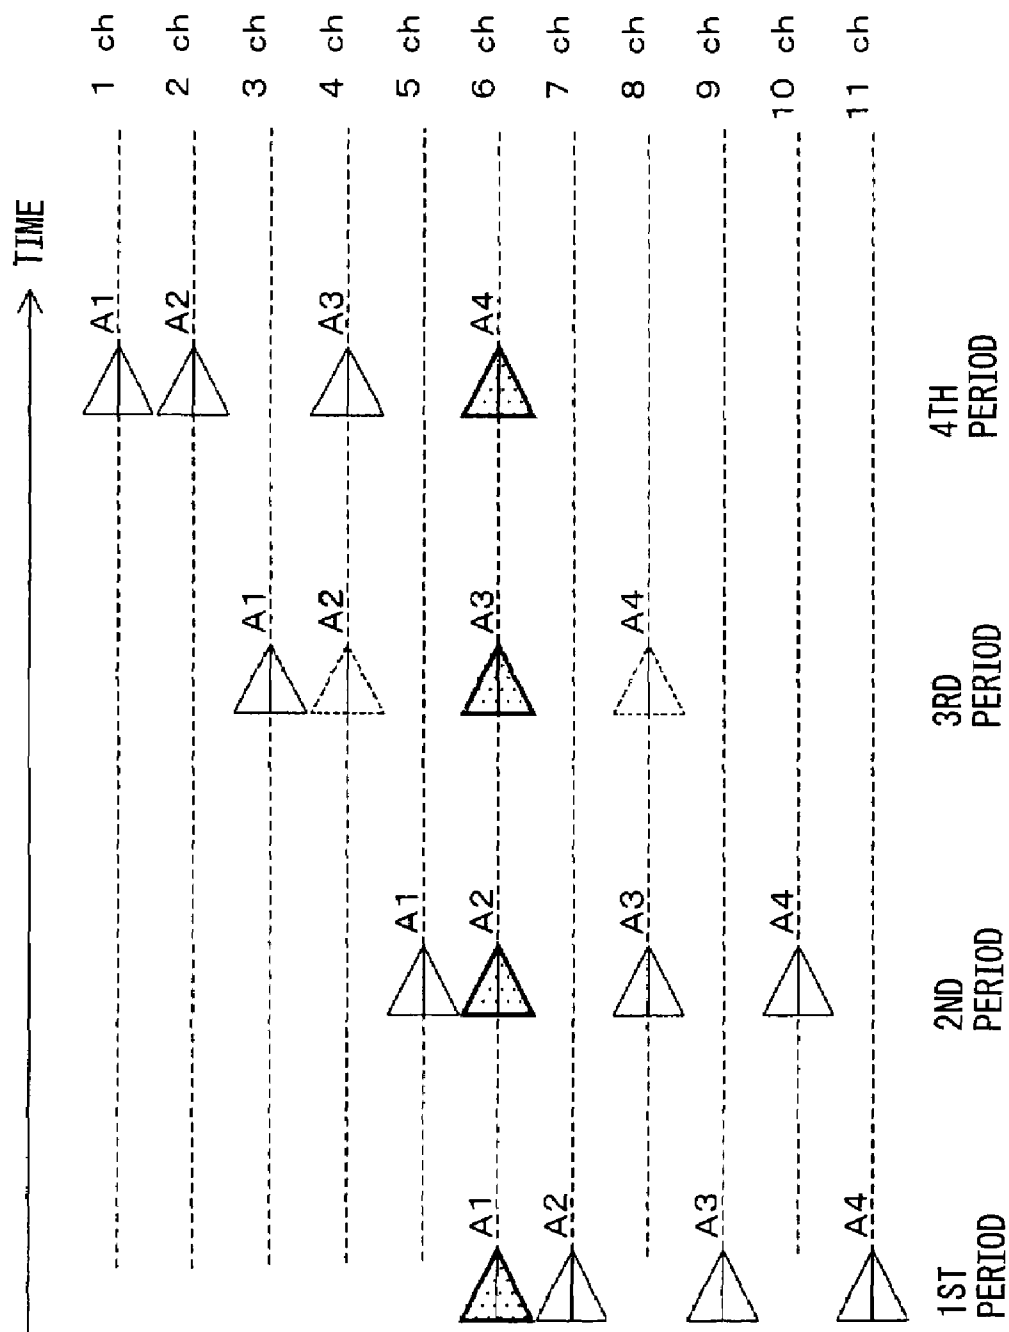 TIME
A1 1 ch
A2 2 ch
A1 3 ch
A2 A3 4 ch
A1 5 ch
A1 A2 A3 A4 6 ch
A2 7 ch
A3 A4 8 ch
A3 9 ch
A4 10 ch
A4 11 ch
1ST
PERIOD
2ND
PERIOD
3RD
PERIOD
4TH
PERIOD